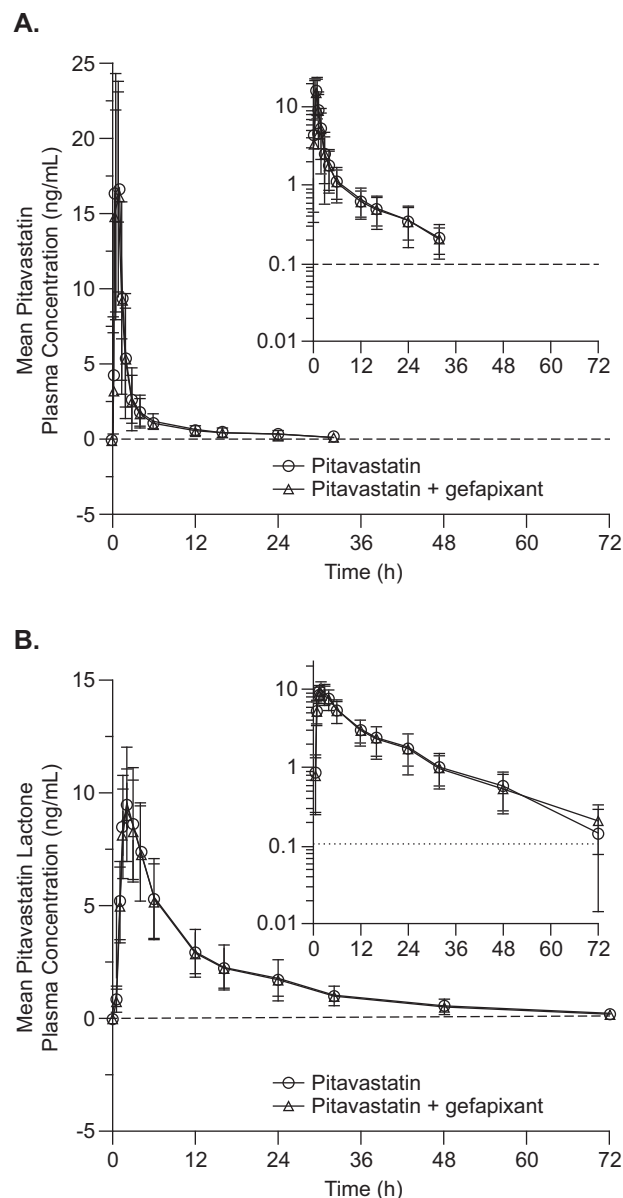 A.
Mean Pitavastatin
Plasma Concentration (ng/mL)
25
20
15
10
5
0
-5
0 12 24 36 48 60 72
Time (h)
10
1
0.1
0.01
0 12 24 36 48 60 72
Pitavastatin
Pitavastatin + gefapixant
B.
Mean Pitavastatin Lactone
Plasma Concentration (ng/mL)
15
10
5
0
-5
0 12 24 36 48 60 72
Time (h)
10
1
0.1
0.01
0 12 24 36 48 60 72
Pitavastatin
Pitavastatin + gefapixant